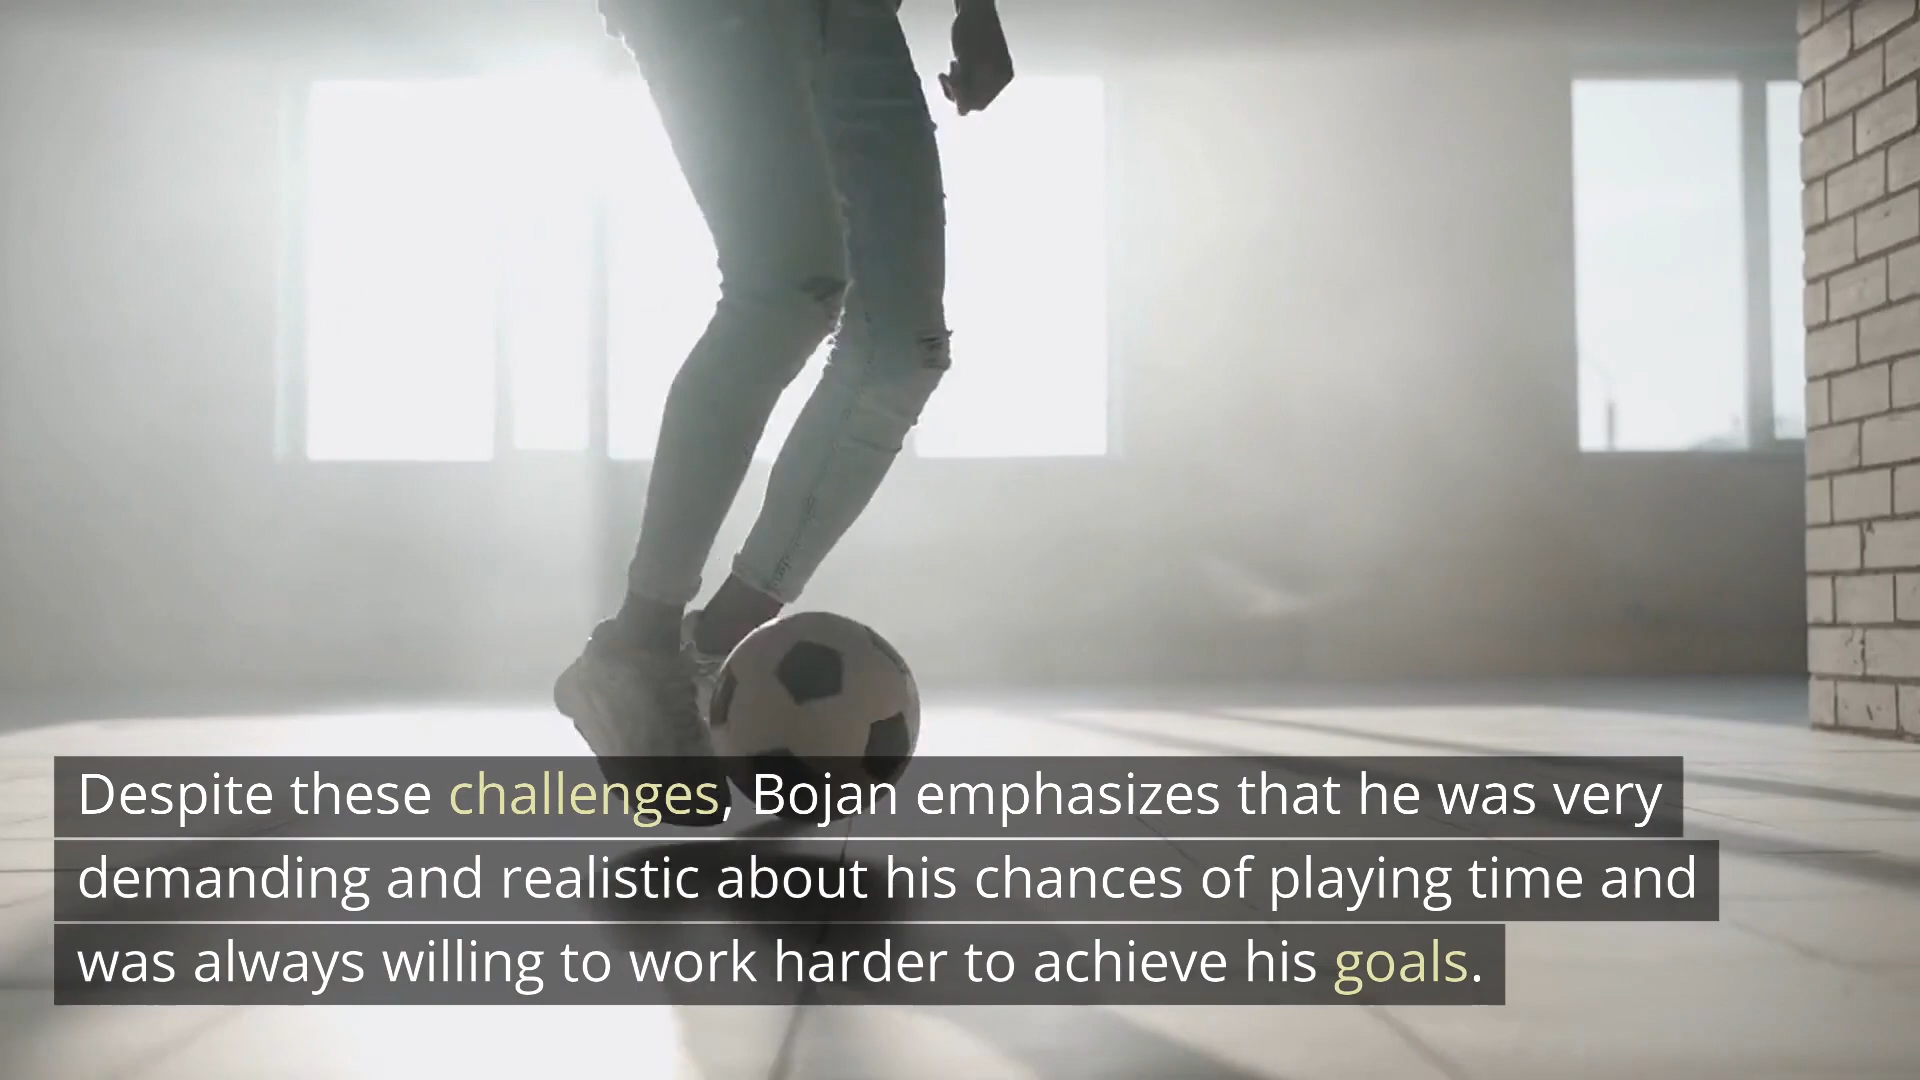 Despite these challenges, Bojan emphasizes that he was very
demanding and realistic about his chances of playing time and
was always willing to work harder to achieve his goals.